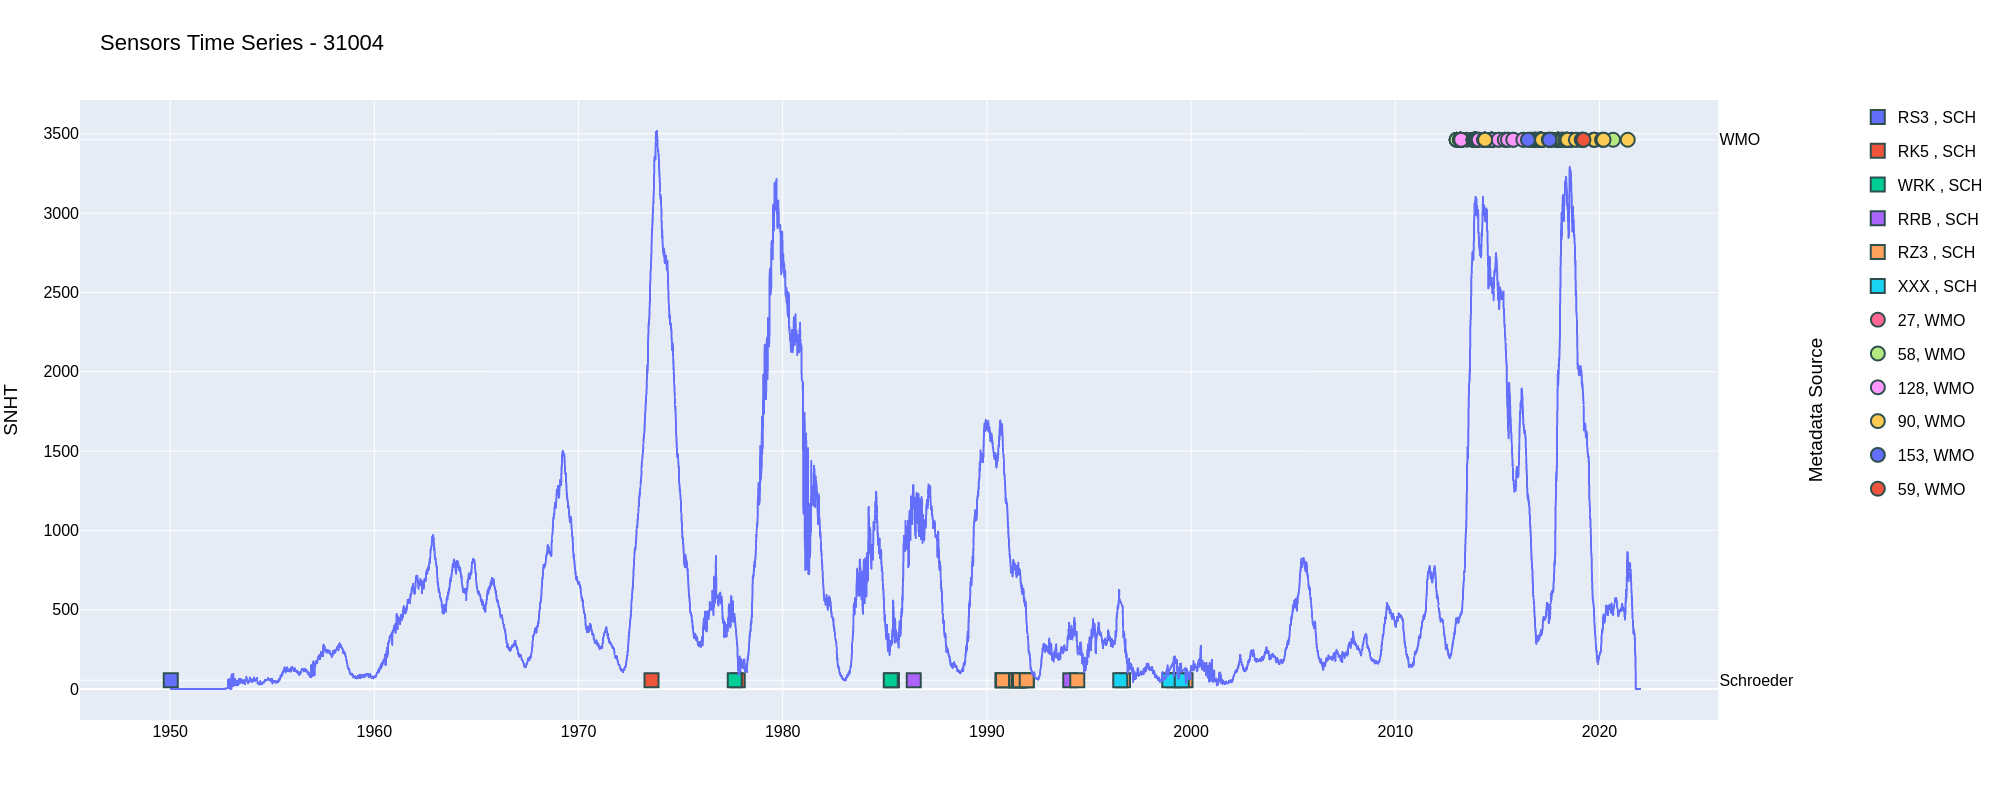 Sensors Time Series - 31004
SNHT
3500
3000
2500
2000
1500
1000
500
0
1950 1960 1970 1980 1990 2000 2010 2020
WMO
Schroeder
Metadata Source
RS3 , SCH
RK5 , SCH
WRK , SCH
RRB , SCH
RZ3 , SCH
XXX , SCH
27, WMO
58, WMO
128, WMO
90, WMO
153, WMO
59, WMO